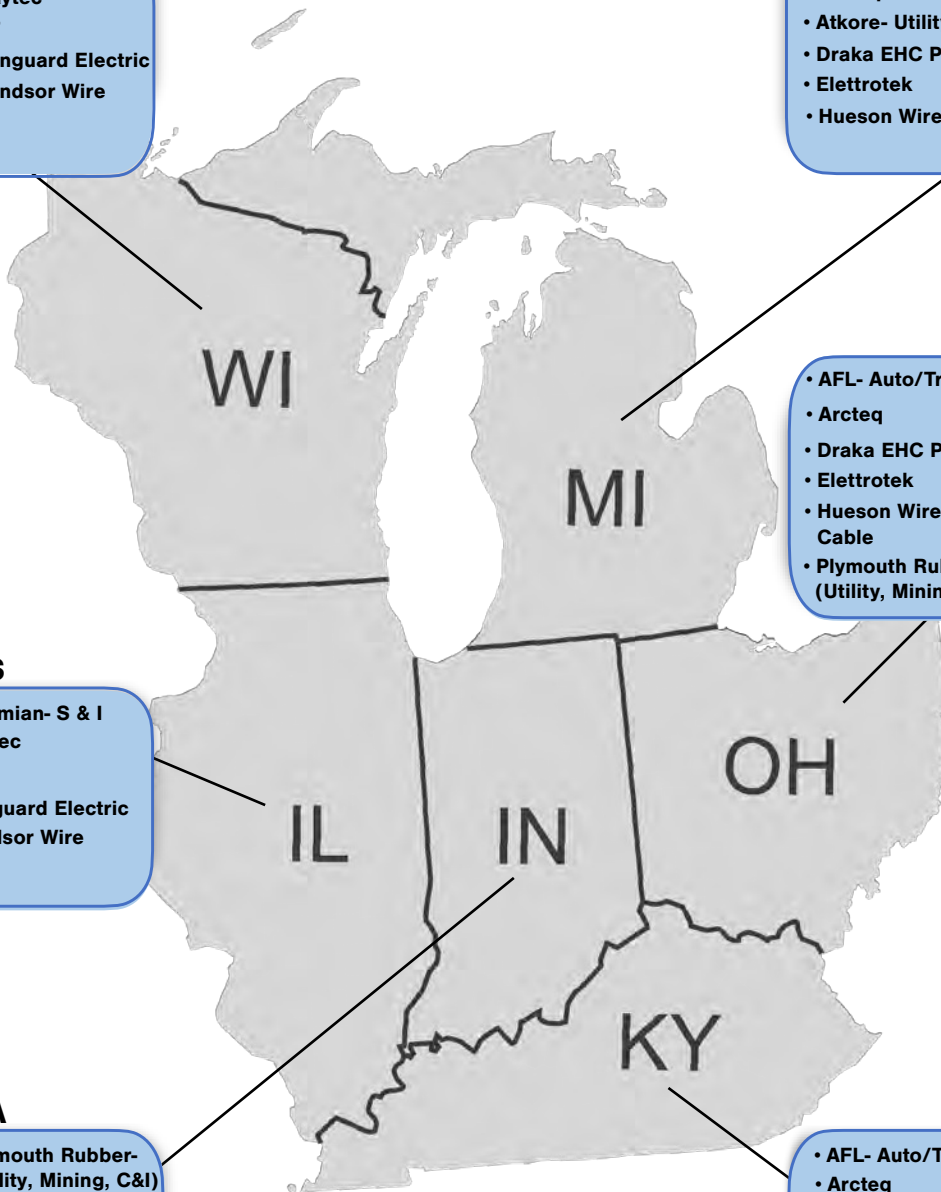 nguard Electric
ndsor Wire
• Atkore- Utilit
• Draka EHC P
• Elettrotek
• Hueson Wire
WI
MI
• AFL- Auto/Tr
• Arcteq
• Draka EHC P
• Elettrotek
• Hueson Wire
Cable
• Plymouth Ru
(Utility, Minin
S
mian- S & I
ec
guard Electric
dsor Wire
OH
IL
IN
KY
A
mouth Rubber-
lity, Mining, C&I)
• AFL- Auto/T
• Arcteq